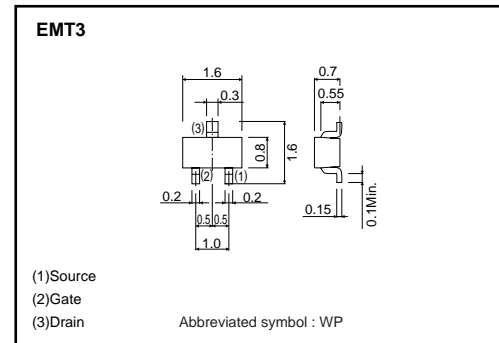 EMT3
1.6
0.3
(3)
0.8
1.6
(2)
(1)
0.2
0.2
0.5 0.5
1.0
0.7
0.55
0.15
0.1Min.
(1)Source
(2)Gate
(3)Drain
Abbreviated symbol : WP